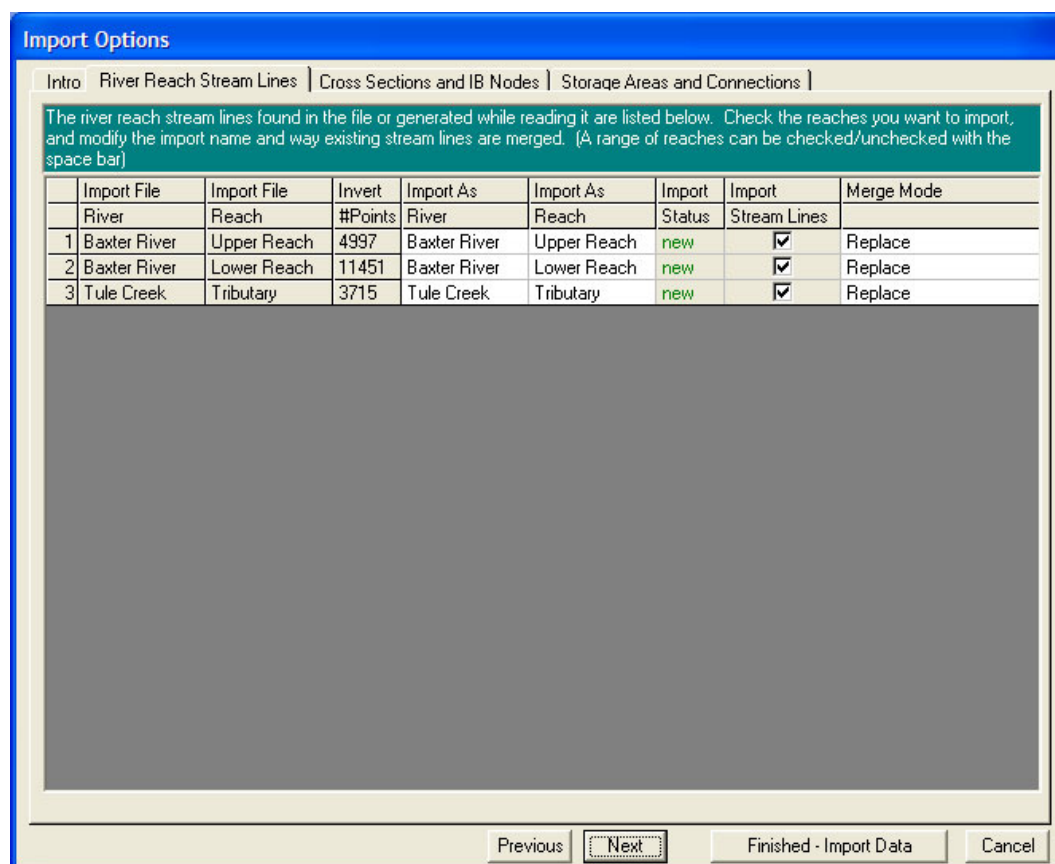 Import Options
Intro River Reach Stream Lines Cross Sections and IB Nodes Storage Areas and Connections
The river reach stream lines found in the file or generated while reading it are listed below. Check the reaches you want to import,
and modify the import name and way existing stream lines are merged. (A range of reaches can be checked/unchecked with the
space bar)
Import File Import File Invert Import As Import As Import Import Merge Mode
River Reach #Points River Reach Status Stream Lines
1 Baxter River Upper Reach 4997 Baxter River Upper Reach new Replace
2 Baxter River Lower Reach 11451 Baxter River Lower Reach new Replace
3 Tule Creek Tributary 3715 Tule Creek Tributary new Replace
Previous Next Finished - Import Data Cancel